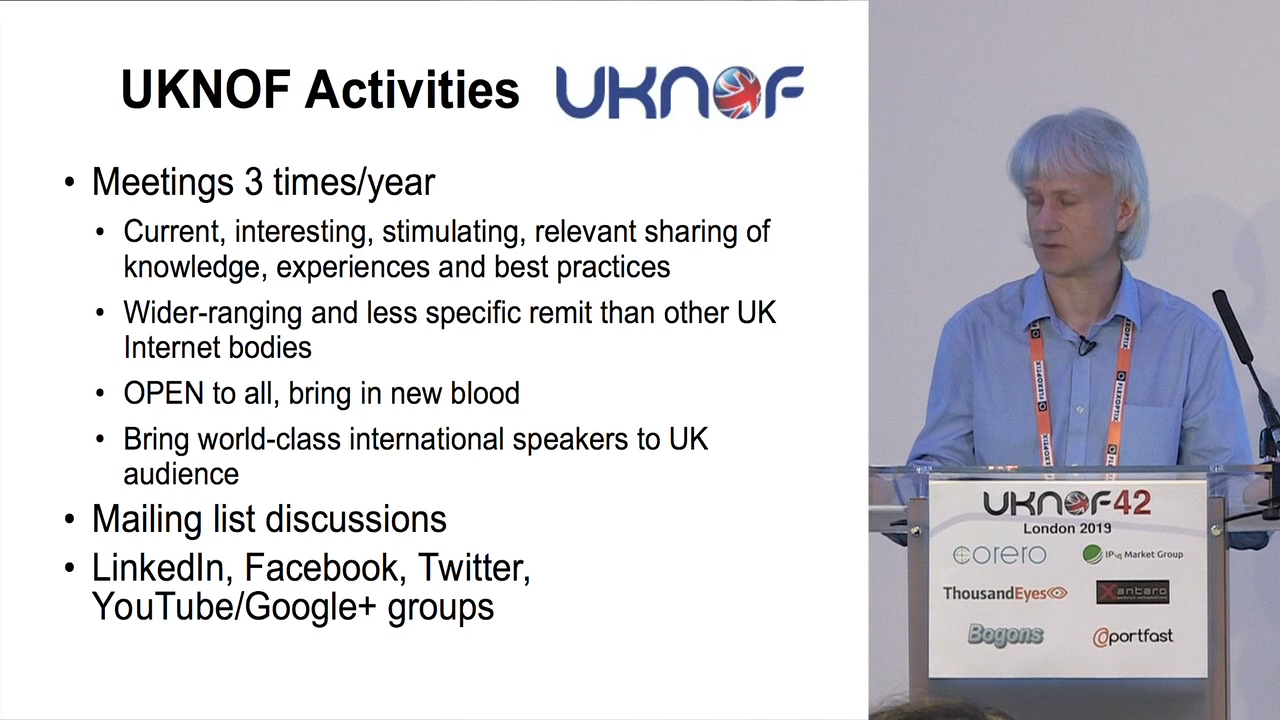 UKNOF Activities UKNOF
• Meetings 3 times/year
• Current, interesting, stimulating, relevant sharing of
knowledge, experiences and best practices
• Wider-ranging and less specific remit than other UK
Internet bodies
• OPEN to all, bring in new blood
• Bring world-class international speakers to UK
audience
• Mailing list discussions
• LinkedIn, Facebook, Twitter,
YouTube/Google+ groups
FLEXOPTIX
FLEXOPTIX
UKNOF42
London 2019
corero
IPv4 Market Group
ThousandEyes
Xantaro
Bogons
portfast